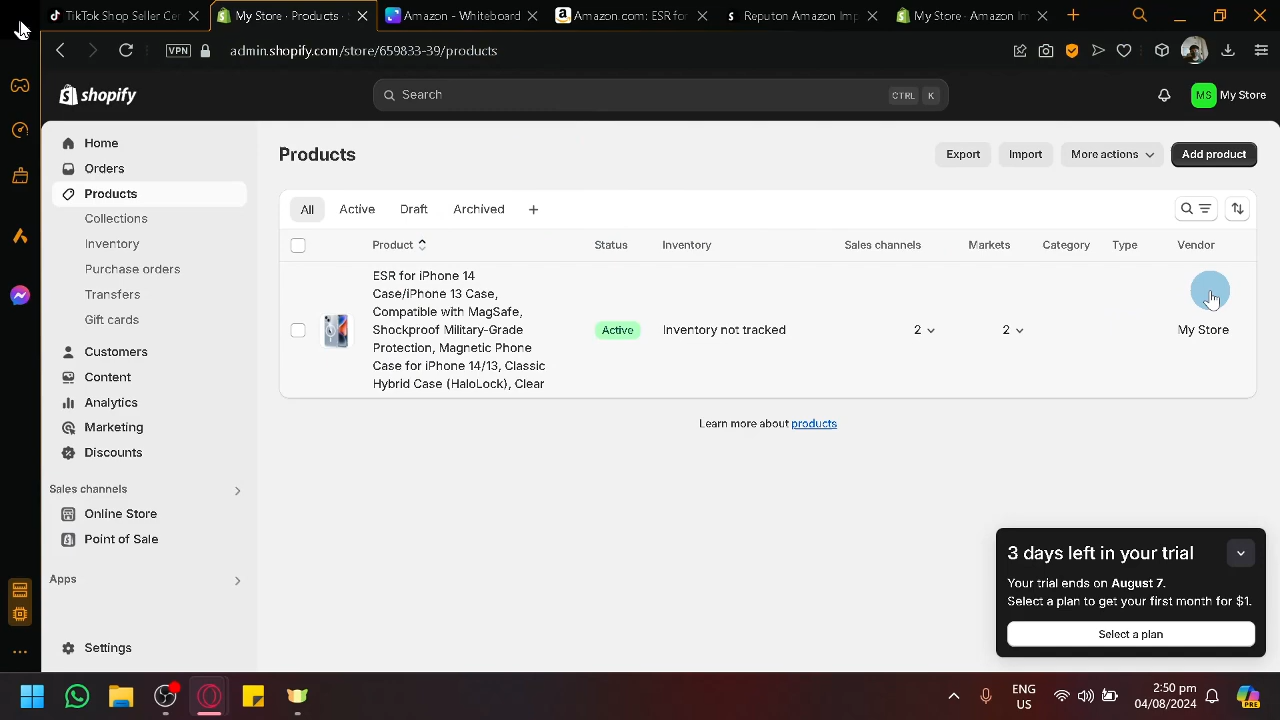 TikTok Shop Seller Cen
My Store · Products · S
Amazon - Whiteboard
Amazon.com: ESR fo
Reputon Amazon Imp
My Store · Amazon Im
VPN
admin.shopify.com/store/659833-39/products
shopify
Search
CTRL
K
MS
My Store
Home
Orders
Products
Collections
Inventory
Purchase orders
Transfers
Gift cards
Customers
Content
Analytics
Marketing
Discounts
Sales channels
Online Store
Point of Sale
Apps
Settings
Products
Export
Import
More actions
Add product
All
Active
Draft
Archived
+
Product
Status
Inventory
Sales channels
Markets
Category
Type
Vendor
ESR for iPhone 14
Case/iPhone 13 Case,
Compatible with MagSafe,
Shockproof Military-Grade
Protection, Magnetic Phone
Case for iPhone 14/13, Classic
Hybrid Case (HaloLock), Clear
Active
Inventory not tracked
2
2
My Store
Learn more about products
3 days left in your trial
Your trial ends on August 7.
Select a plan to get your first month for $1.
Select a plan
ENG
US
2:50 pm
04/08/2024
PRE